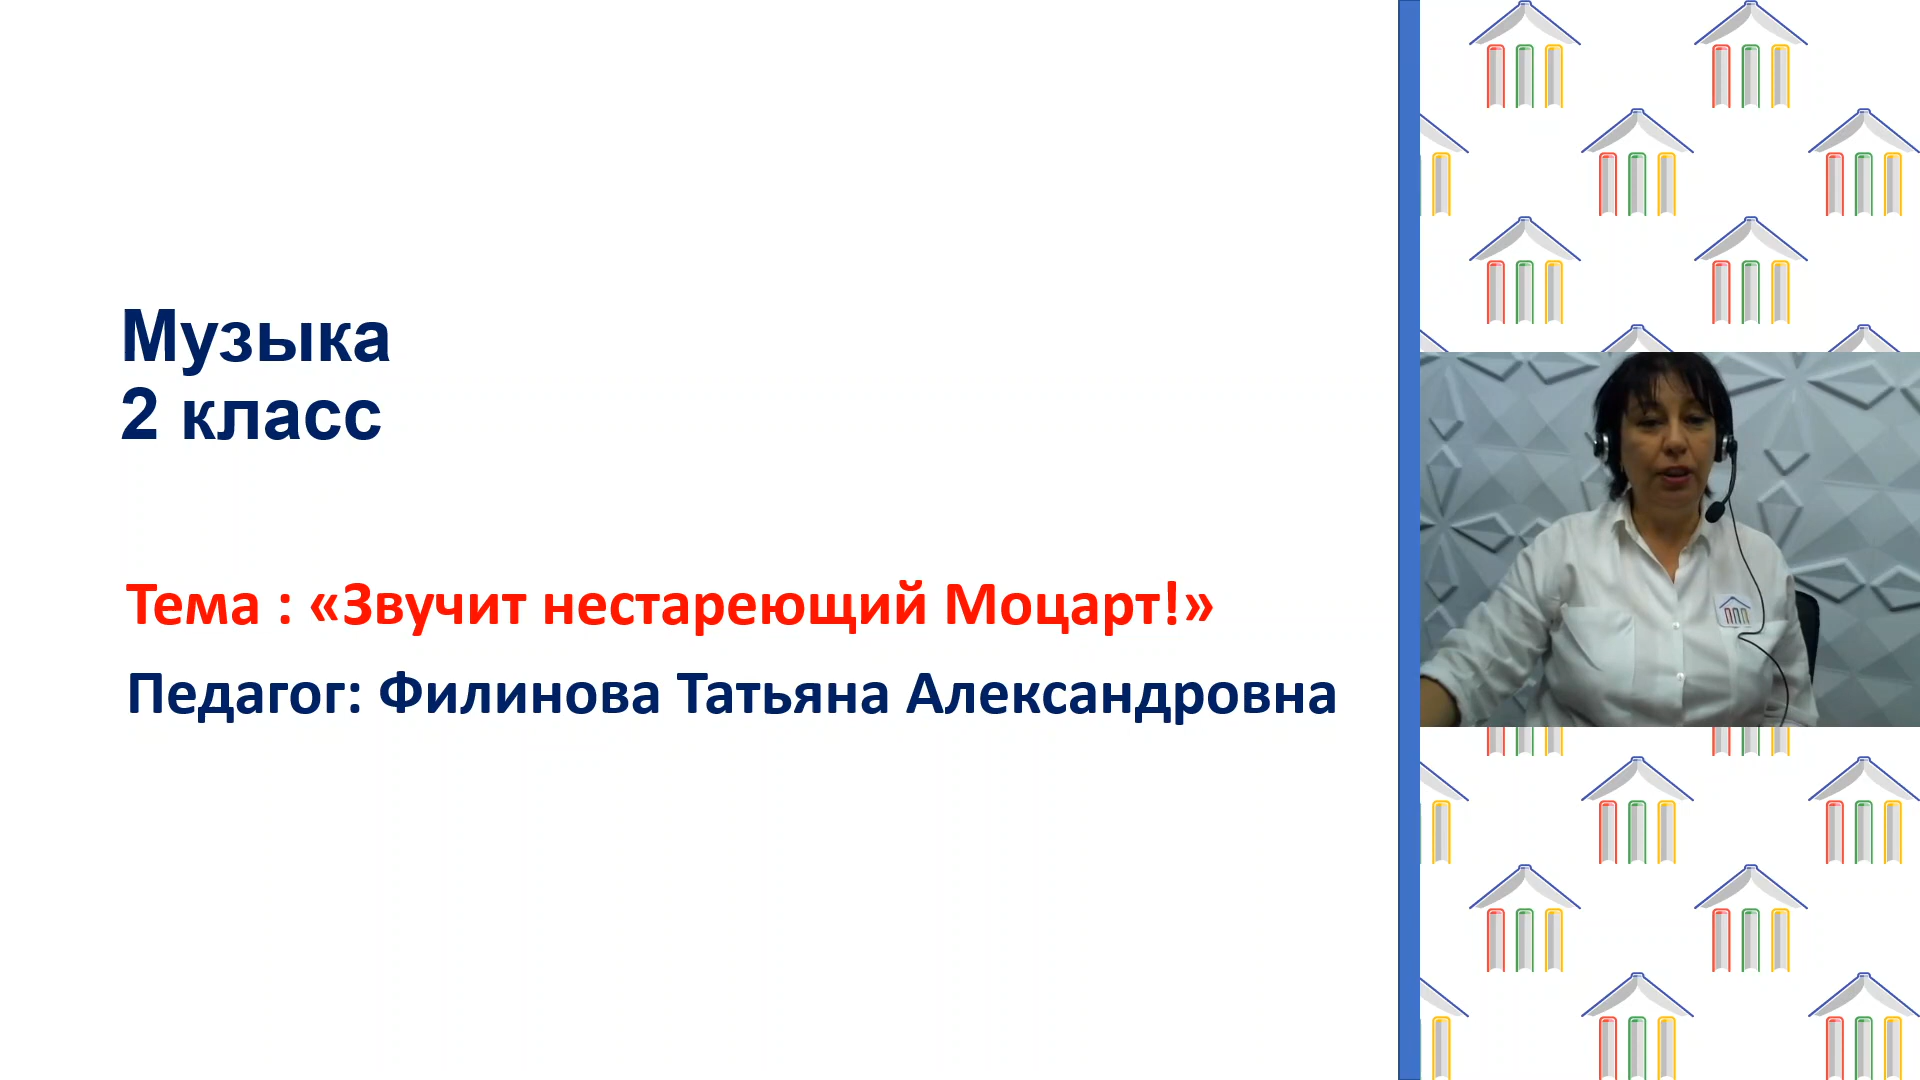 Музыка
2 класс
Тема : «Звучит нестареющий Моцарт!»
Педагог: Филинова Татьяна Александровна